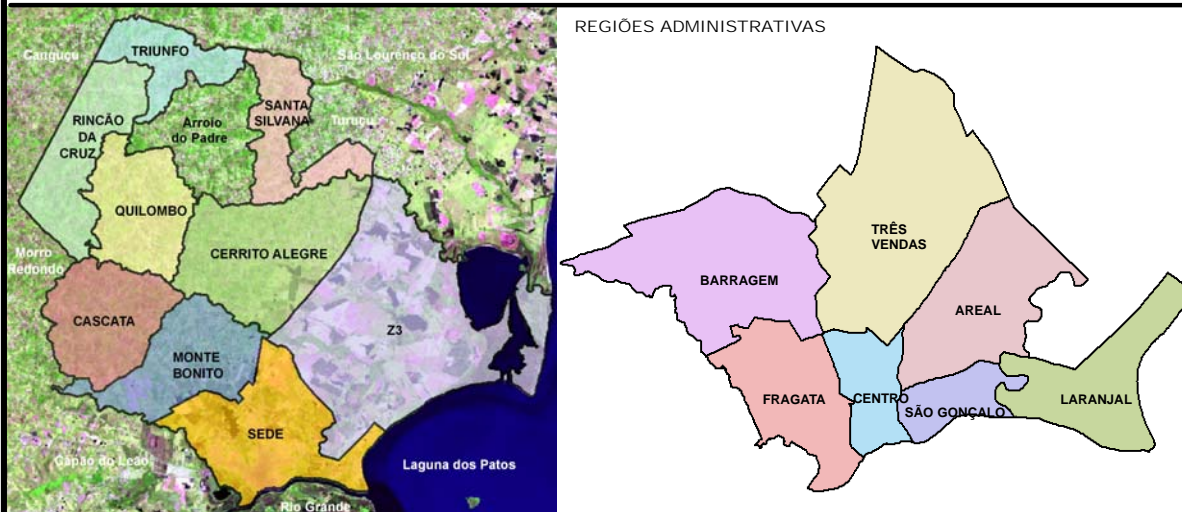 REGIÕES ADMINISTRATIVAS
TRIUNFO
Canguçu
São Lourenço do Sul
SANTA
SILVANA
RINCÃO
DA
CRUZ
Arroio
do Padre
Turuçu
QUILOMBO
CERRITO ALEGRE
Morro
Redondo
CASCATA
Z3
MONTE
BONITO
SEDE
Capão do Leão
Laguna dos Patos
Rio Grande
TRÊS
VENDAS
BARRAGEM
AREAL
FRAGATA
CENTRO
SÃO GONÇALO
LARANJAL